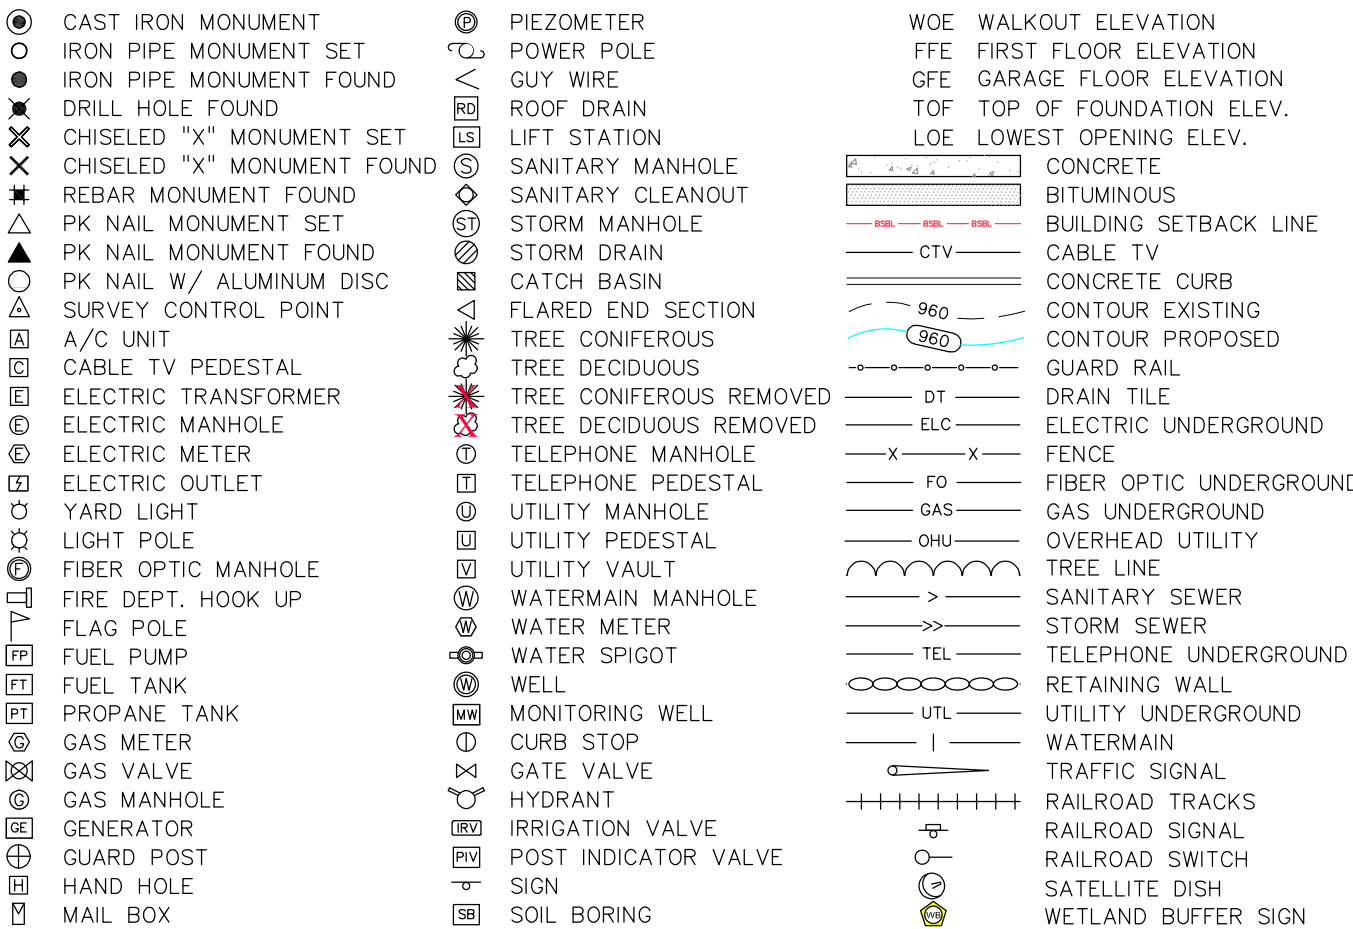 CAST IRON MONUMENT
IRON PIPE MONUMENT SET
IRON PIPE MONUMENT FOUND
DRILL HOLE FOUND
CHISELED "X" MONUMENT SET
CHISELED "X" MONUMENT FOUND
REBAR MONUMENT FOUND
PK NAIL MONUMENT SET
PK NAIL MONUMENT FOUND
PK NAIL W/ ALUMINUM DISC
SURVEY CONTROL POINT
A A/C UNIT
C CABLE TV PEDESTAL
E ELECTRIC TRANSFORMER
E ELECTRIC MANHOLE
E ELECTRIC METER
ELECTRIC OUTLET
YARD LIGHT
LIGHT POLE
F FIBER OPTIC MANHOLE
FIRE DEPT. HOOK UP
FLAG POLE
FP FUEL PUMP
FT FUEL TANK
PT PROPANE TANK
G GAS METER
GAS VALVE
G GAS MANHOLE
GE GENERATOR
GUARD POST
H HAND HOLE
MAIL BOX
P PIEZOMETER
POWER POLE
GUY WIRE
RD ROOF DRAIN
LS LIFT STATION
S SANITARY MANHOLE
SANITARY CLEANOUT
ST STORM MANHOLE
STORM DRAIN
CATCH BASIN
FLARED END SECTION
TREE CONIFEROUS
TREE DECIDUOUS
X TREE CONIFEROUS REMOVED
X TREE DECIDUOUS REMOVED
T TELEPHONE MANHOLE
T TELEPHONE PEDESTAL
U UTILITY MANHOLE
U UTILITY PEDESTAL
V UTILITY VAULT
W WATERMAIN MANHOLE
W WATER METER
WATER SPIGOT
W WELL
MW MONITORING WELL
CURB STOP
GATE VALVE
HYDRANT
IRV IRRIGATION VALVE
PIV POST INDICATOR VALVE
SIGN
SB SOIL BORING
WOE WALKOUT ELEVATION
FFE FIRST FLOOR ELEVATION
GFE GARAGE FLOOR ELEVATION
TOF TOP OF FOUNDATION ELEV.
LOE LOWEST OPENING ELEV.
CONCRETE
BITUMINOUS
BSBL BSBL BSBL BUILDING SETBACK LINE
CTV CABLE TV
CONCRETE CURB
960 CONTOUR EXISTING
960 CONTOUR PROPOSED
GUARD RAIL
DT DRAIN TILE
ELC ELECTRIC UNDERGROUND
X X FENCE
FO FIBER OPTIC UNDERGROUND
GAS GAS UNDERGROUND
OHU OVERHEAD UTILITY
TREE LINE
> SANITARY SEWER
>> STORM SEWER
TEL TELEPHONE UNDERGROUND
RETAINING WALL
UTL UTILITY UNDERGROUND
| WATERMAIN
TRAFFIC SIGNAL
RAILROAD TRACKS
RAILROAD SIGNAL
RAILROAD SWITCH
SATELLITE DISH
WB WETLAND BUFFER SIGN